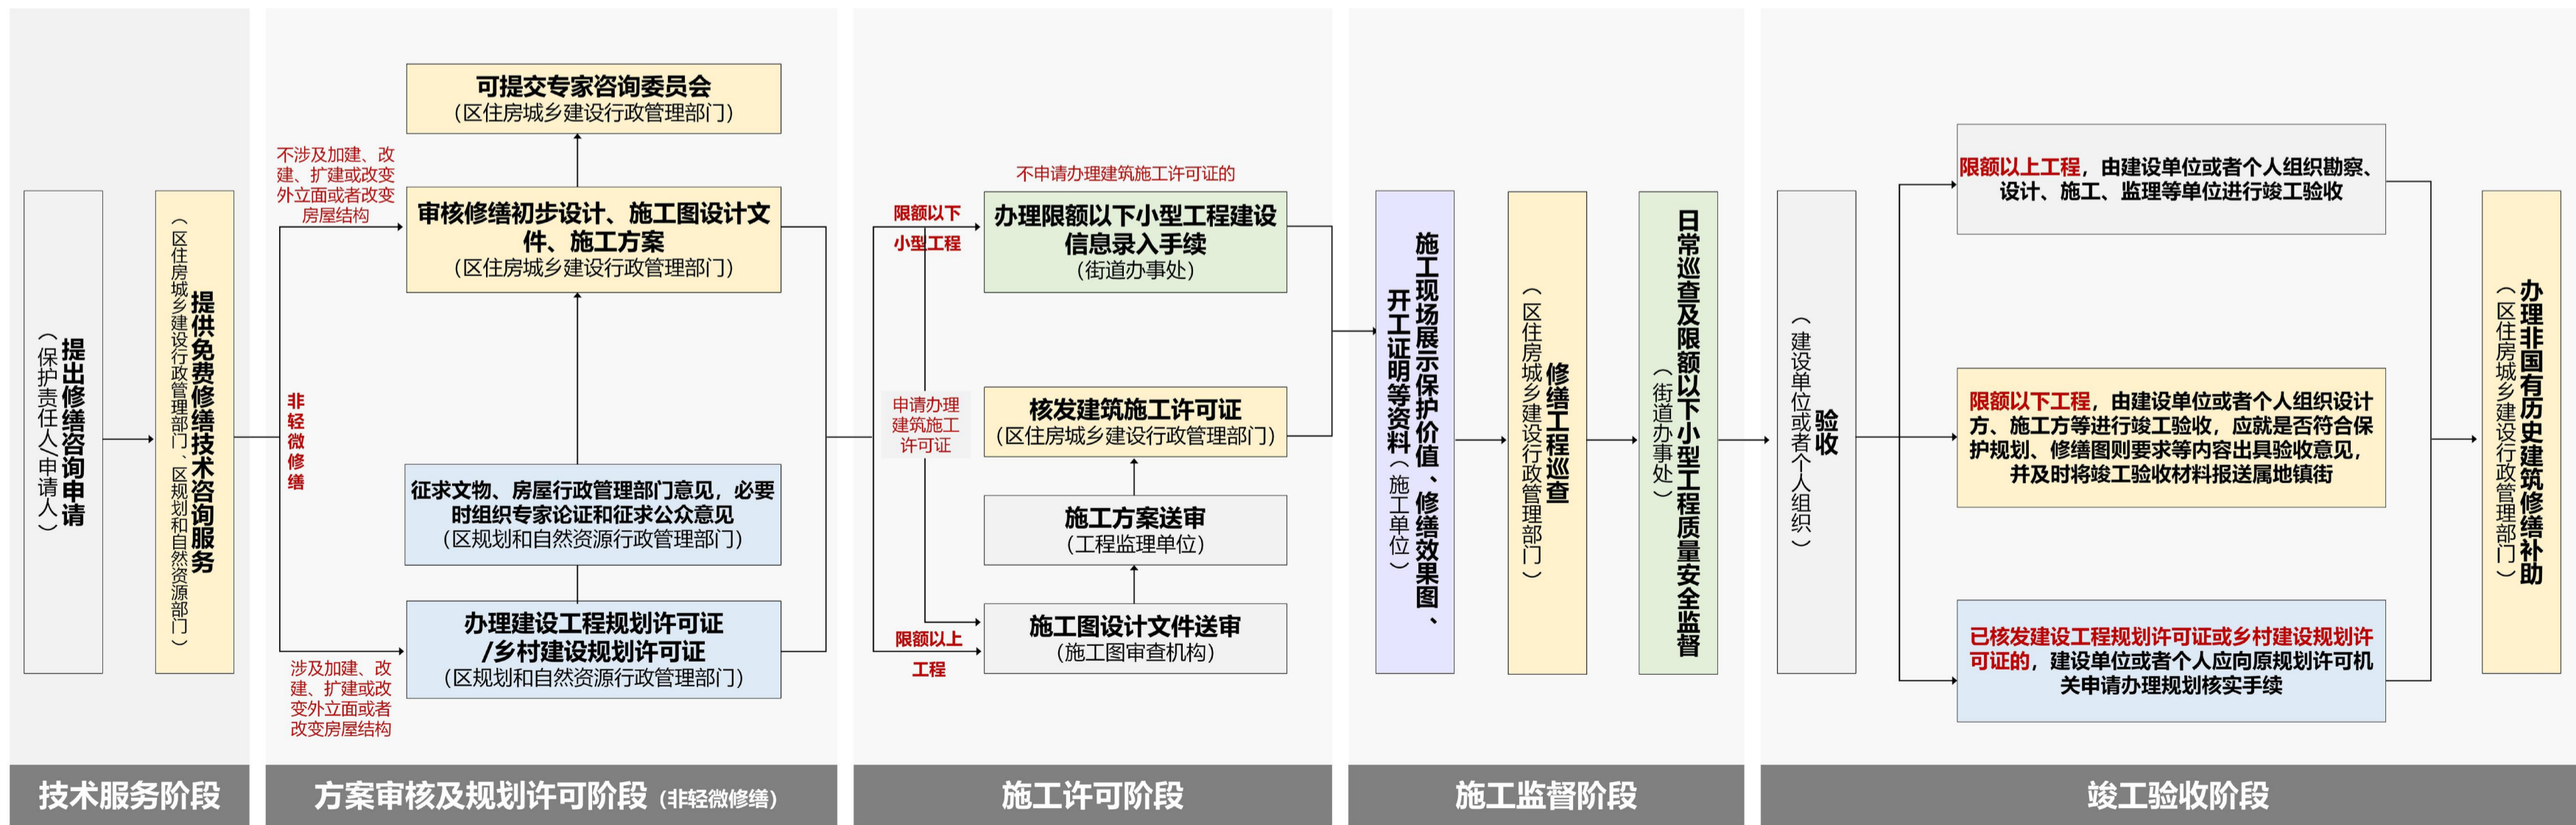 提出修缮咨询申请
（保护责任人/申请人）
提供免费修缮技术咨询服务
（区住房城乡建设行政管理部门、区规划和自然资源部门）
技术服务阶段
非轻微修缮
不涉及加建、改
建、扩建或改变
外立面或者改变
房屋结构
涉及加建、改
建、扩建或改
变外立面或者
改变房屋结构
可提交专家咨询委员会
（区住房城乡建设行政管理部门）
审核修缮初步设计、施工图设计文
件、施工方案
（区住房城乡建设行政管理部门）
征求文物、房屋行政管理部门意见，必要
时组织专家论证和征求公众意见
（区规划和自然资源行政管理部门）
办理建设工程规划许可证
/乡村建设规划许可证
（区规划和自然资源行政管理部门）
方案审核及规划许可阶段（非轻微修缮）
不申请办理建筑施工许可证的
限额以下
小型工程
办理限额以下小型工程建设
信息录入手续
（街道办事处）
申请办理
建筑施工
许可证
核发建筑施工许可证
（区住房城乡建设行政管理部门）
施工方案送审
（工程监理单位）
限额以上
工程
施工图设计文件送审
（施工图审查机构）
施工许可阶段
施工现场展示保护价值、修缮效果图、
开工证明等资料（施工单位）
修缮工程巡查
（区住房城乡建设行政管理部门）
日常巡查及限额以下小型工程质量安全监督
（街道办事处）
施工监督阶段
验收
（建设单位或者个人组织）
限额以上工程，由建设单位或者个人组织勘察、
设计、施工、监理等单位进行竣工验收
限额以下工程，由建设单位或者个人组织设计
方、施工方等进行竣工验收，应就是否符合保
护规划、修缮图则要求等内容出具验收意见，
并及时将竣工验收材料报送属地镇街
已核发建设工程规划许可证或乡村建设规划许
可证的，建设单位或者个人应向原规划许可机
关申请办理规划核实手续
办理非国有历史建筑修缮补助
（区住房城乡建设行政管理部门）
竣工验收阶段